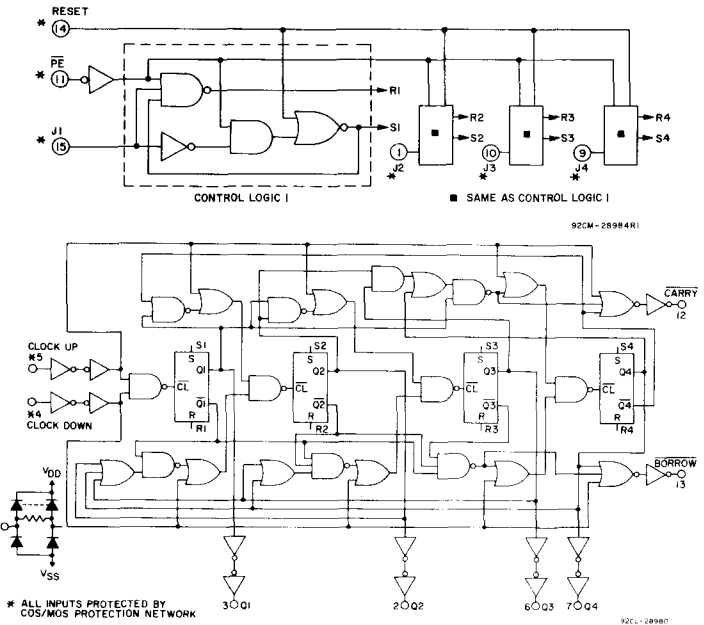 RESET
* 14
PE
* 11
J1
* 15
R1
S1
CONTROL LOGIC 1
R2
S2
1
J2
*
R3
S3
10
J3
*
R4
S4
9
J4
*
■ SAME AS CONTROL LOGIC 1
92CM-28984R1
CARRY
12
CLOCK UP
*5
*4
CLOCK DOWN
S1
S
Q1
CL
Q1
R
R1
S2
S
Q2
CL
Q2
R
R2
S3
S
Q3
CL
Q3
R
R3
S4
S
Q4
CL
Q4
R
R4
BORROW
13
VDD
VSS
3 Q1
2 Q2
6 Q3
7 Q4
* ALL INPUTS PROTECTED BY
COS/MOS PROTECTION NETWORK